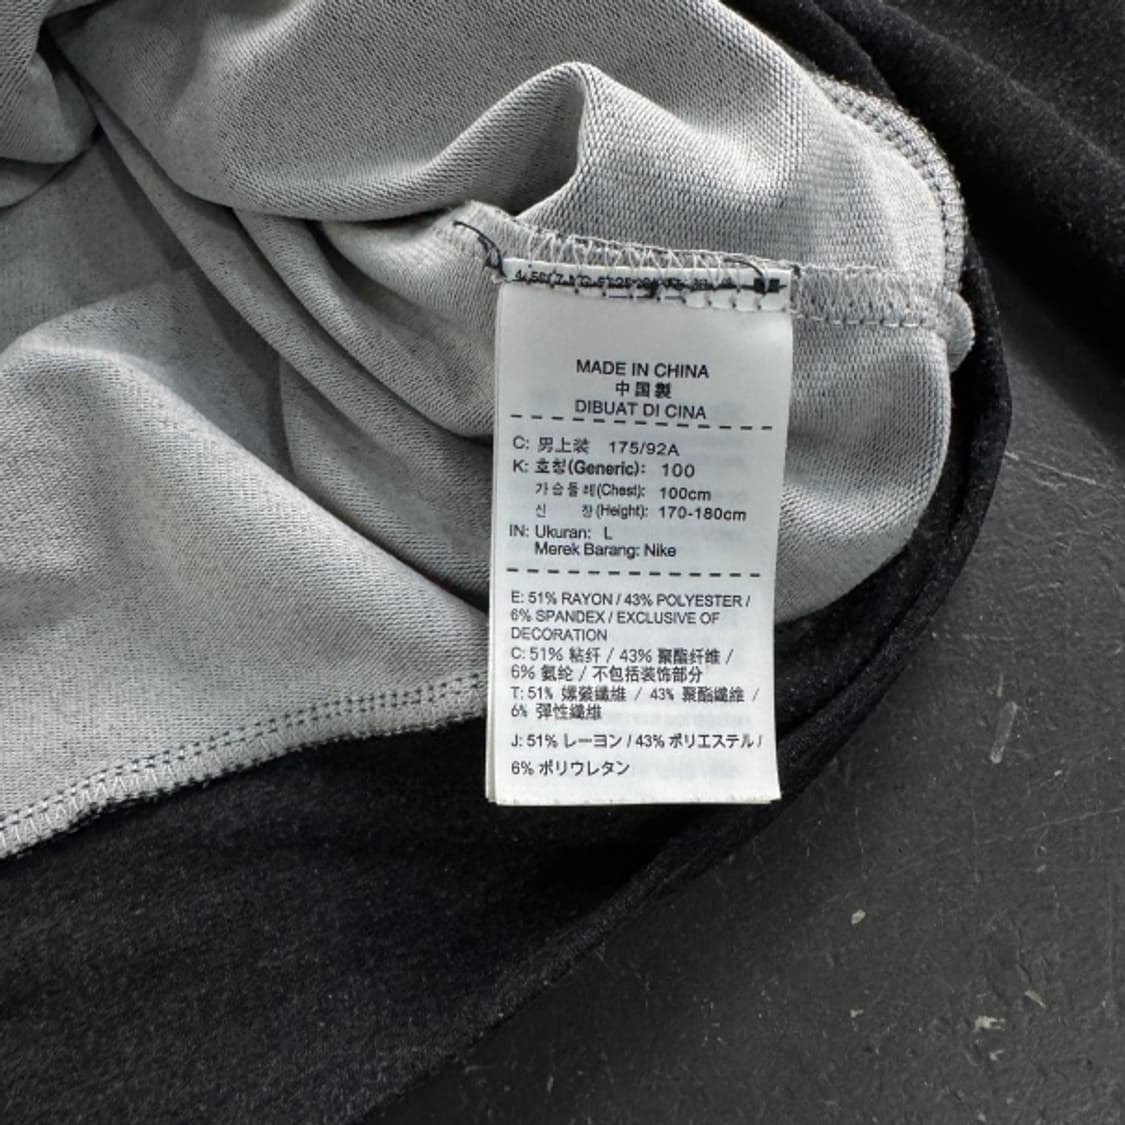 MADE IN CHINA
中国製
DIBUAT DI CINA
C: 男上装 175/92A
K: 호칭(Generic): 100
가슴둘레(Chest): 100cm
신 장(Height): 170-180cm
IN: Ukuran: L
Merek Barang: Nike
E: 51% RAYON / 43% POLYESTER /
6% SPANDEX / EXCLUSIVE OF
DECORATION
C: 51% 粘纤 / 43% 聚酯纤维 /
6% 氨纶 / 不包括装饰部分
T: 51% 嫘縈纖維 / 43% 聚酯纖維 /
6% 彈性纖維
J: 51% レーヨン / 43% ポリエステル /
6% ポリウレタン